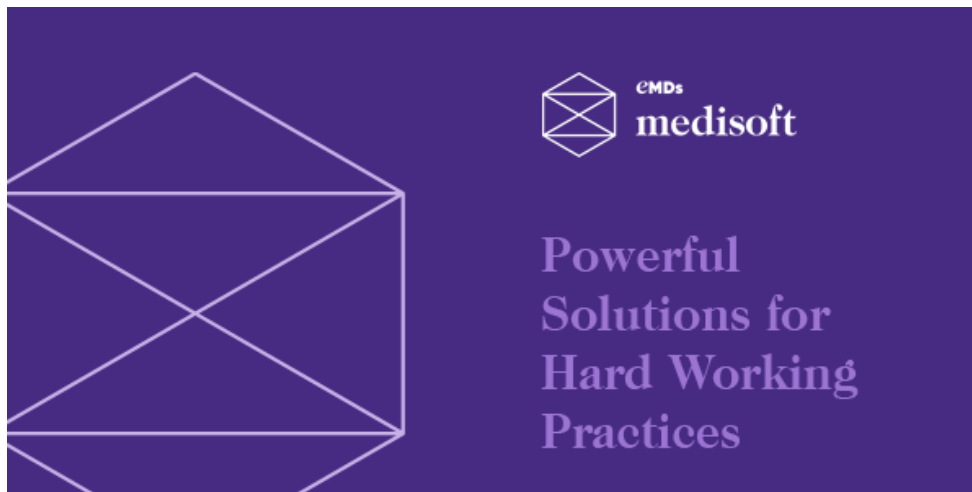 eMDs
medisoft
Powerful
Solutions for
Hard Working
Practices